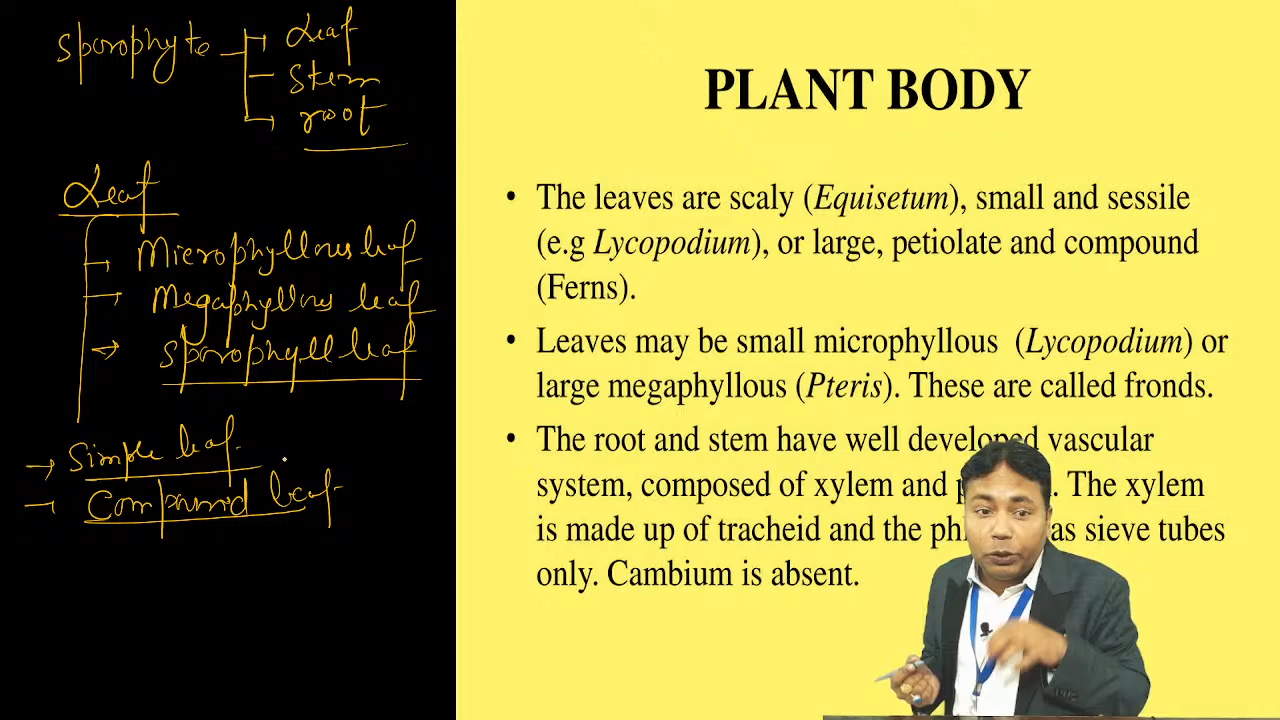 Sporophyte
Leaf
Stem
root
Leaf
Microphyllous leaf
Megaphyllous leaf
Sporophyll leaf
Simple leaf
Compound leaf
PLANT BODY
• The leaves are scaly (Equisetum), small and sessile
(e.g Lycopodium), or large, petiolate and compound
(Ferns).
• Leaves may be small microphyllous (Lycopodium) or
large megaphyllous (Pteris). These are called fronds.
• The root and stem have well developed vascular
system, composed of xylem and The xylem
is made up of tracheid and the as sieve tubes
only. Cambium is absent.